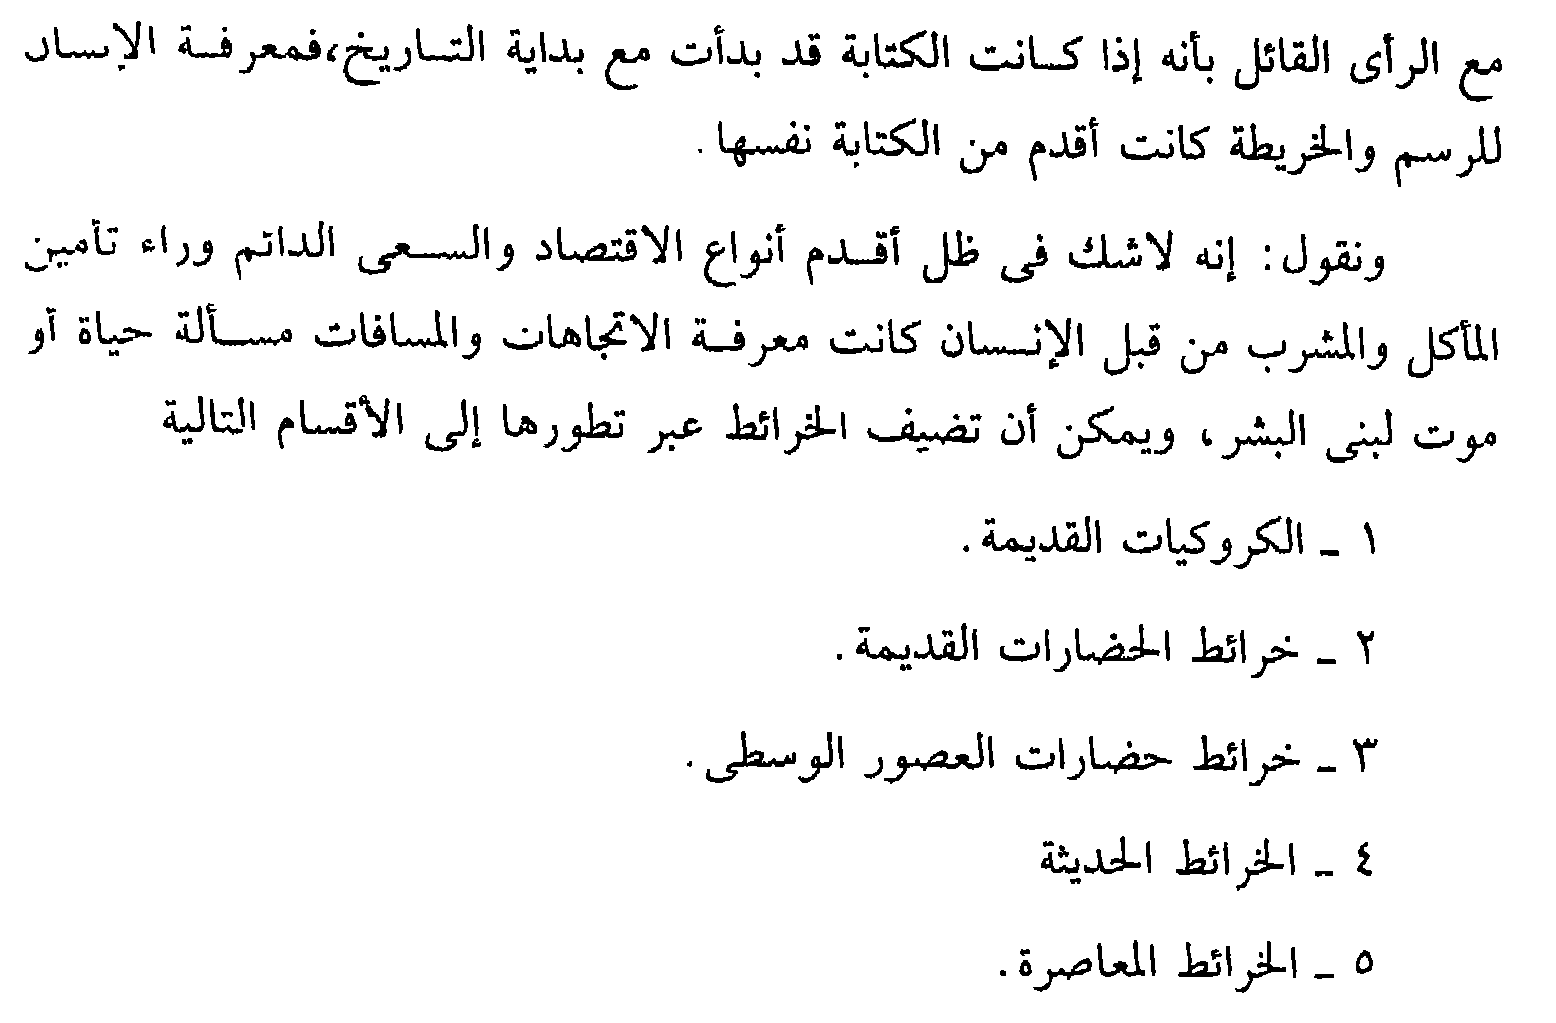 مع الرأى القائل بأنه إذا كانت الكتابة قد بدأت مع بداية التاريخ،فمعرفة الإنسان
للرسم والخريطة كانت أقدم من الكتابة نفسها.
ونقول: إنه لاشك فى ظل أقدم أنواع الاقتصاد والسعى الدائم وراء تأمين
المأكل والمشرب من قبل الإنسان كانت معرفة الاتجاهات والمسافات مسألة حياة أو
موت لبنى البشر، ويمكن أن تضيف الخرائط عبر تطورها إلى الأقسام التالية
١ ـ الكروكيات القديمة.
٢ ـ خرائط الحضارات القديمة.
٣ ـ خرائط حضارات العصور الوسطى.
٤ ـ الخرائط الحديثة
٥ ـ الخرائط المعاصرة.